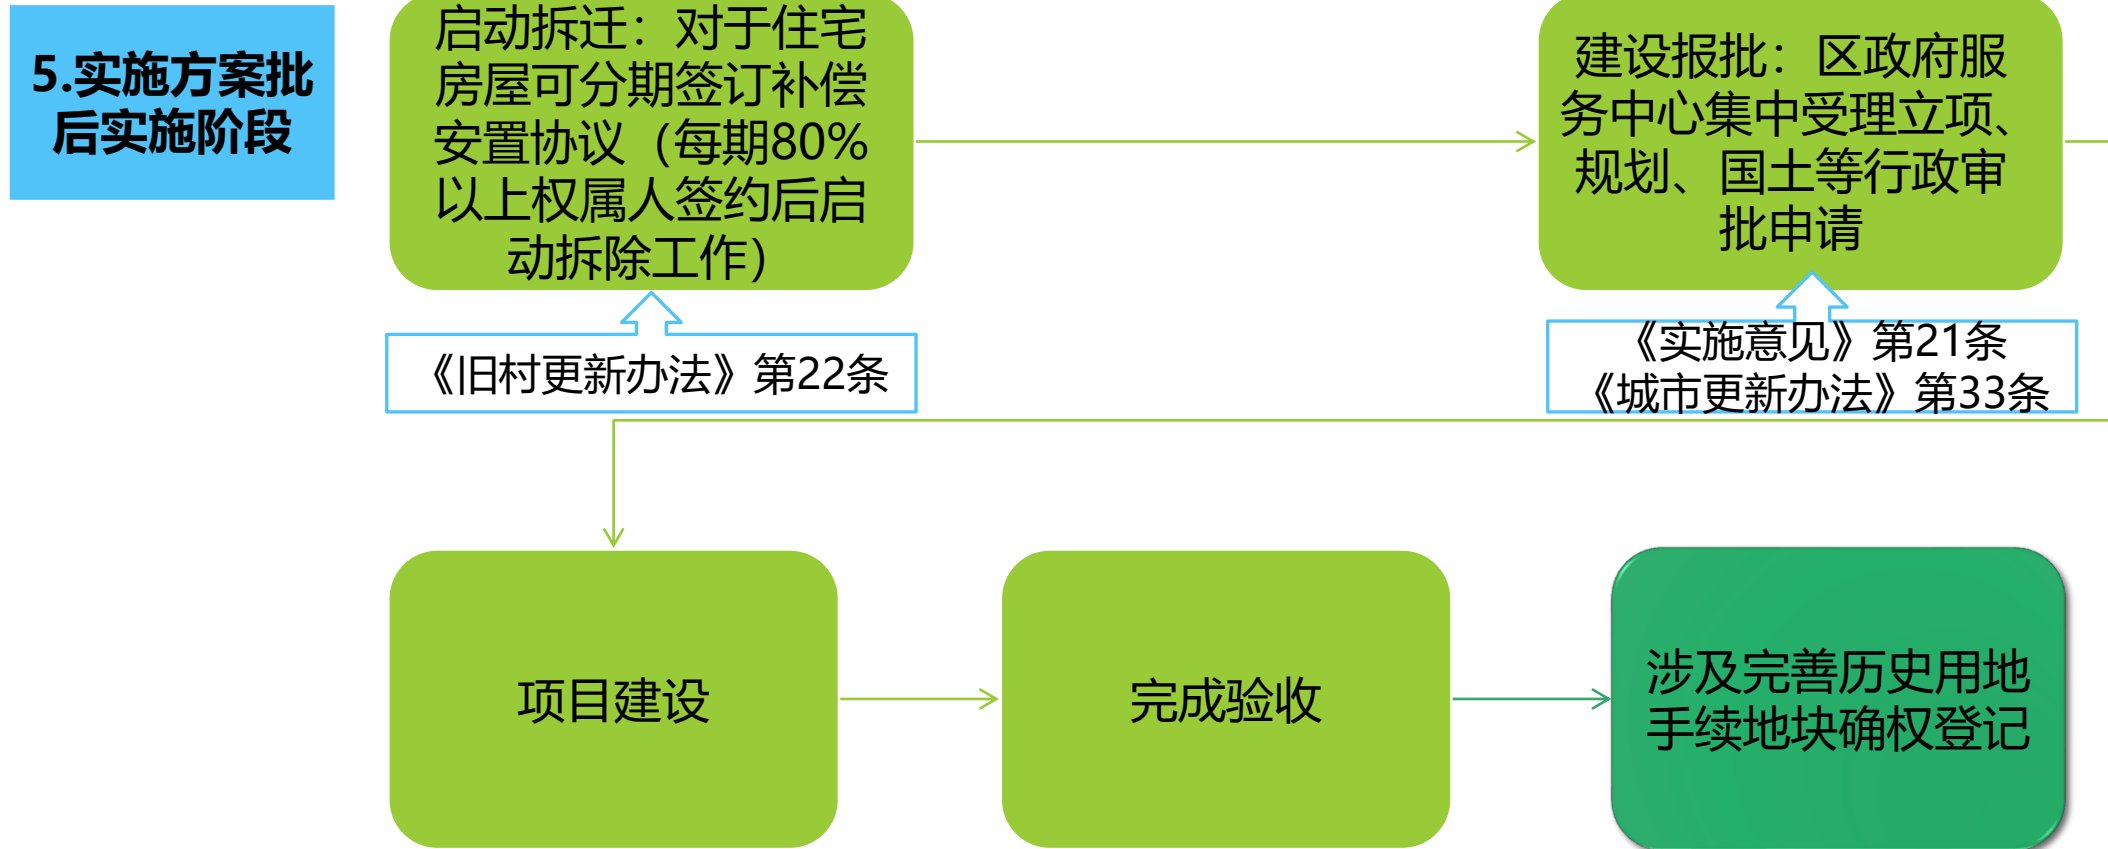 5.实施方案批
后实施阶段
启动拆迁：对于住宅
房屋可分期签订补偿
安置协议（每期80%
以上权属人签约后启
动拆除工作）
建设报批：区政府服
务中心集中受理立项、
规划、国土等行政审
批申请
《旧村更新办法》第22条
《实施意见》第21条
《城市更新办法》第33条
项目建设
完成验收
涉及完善历史用地
手续地块确权登记